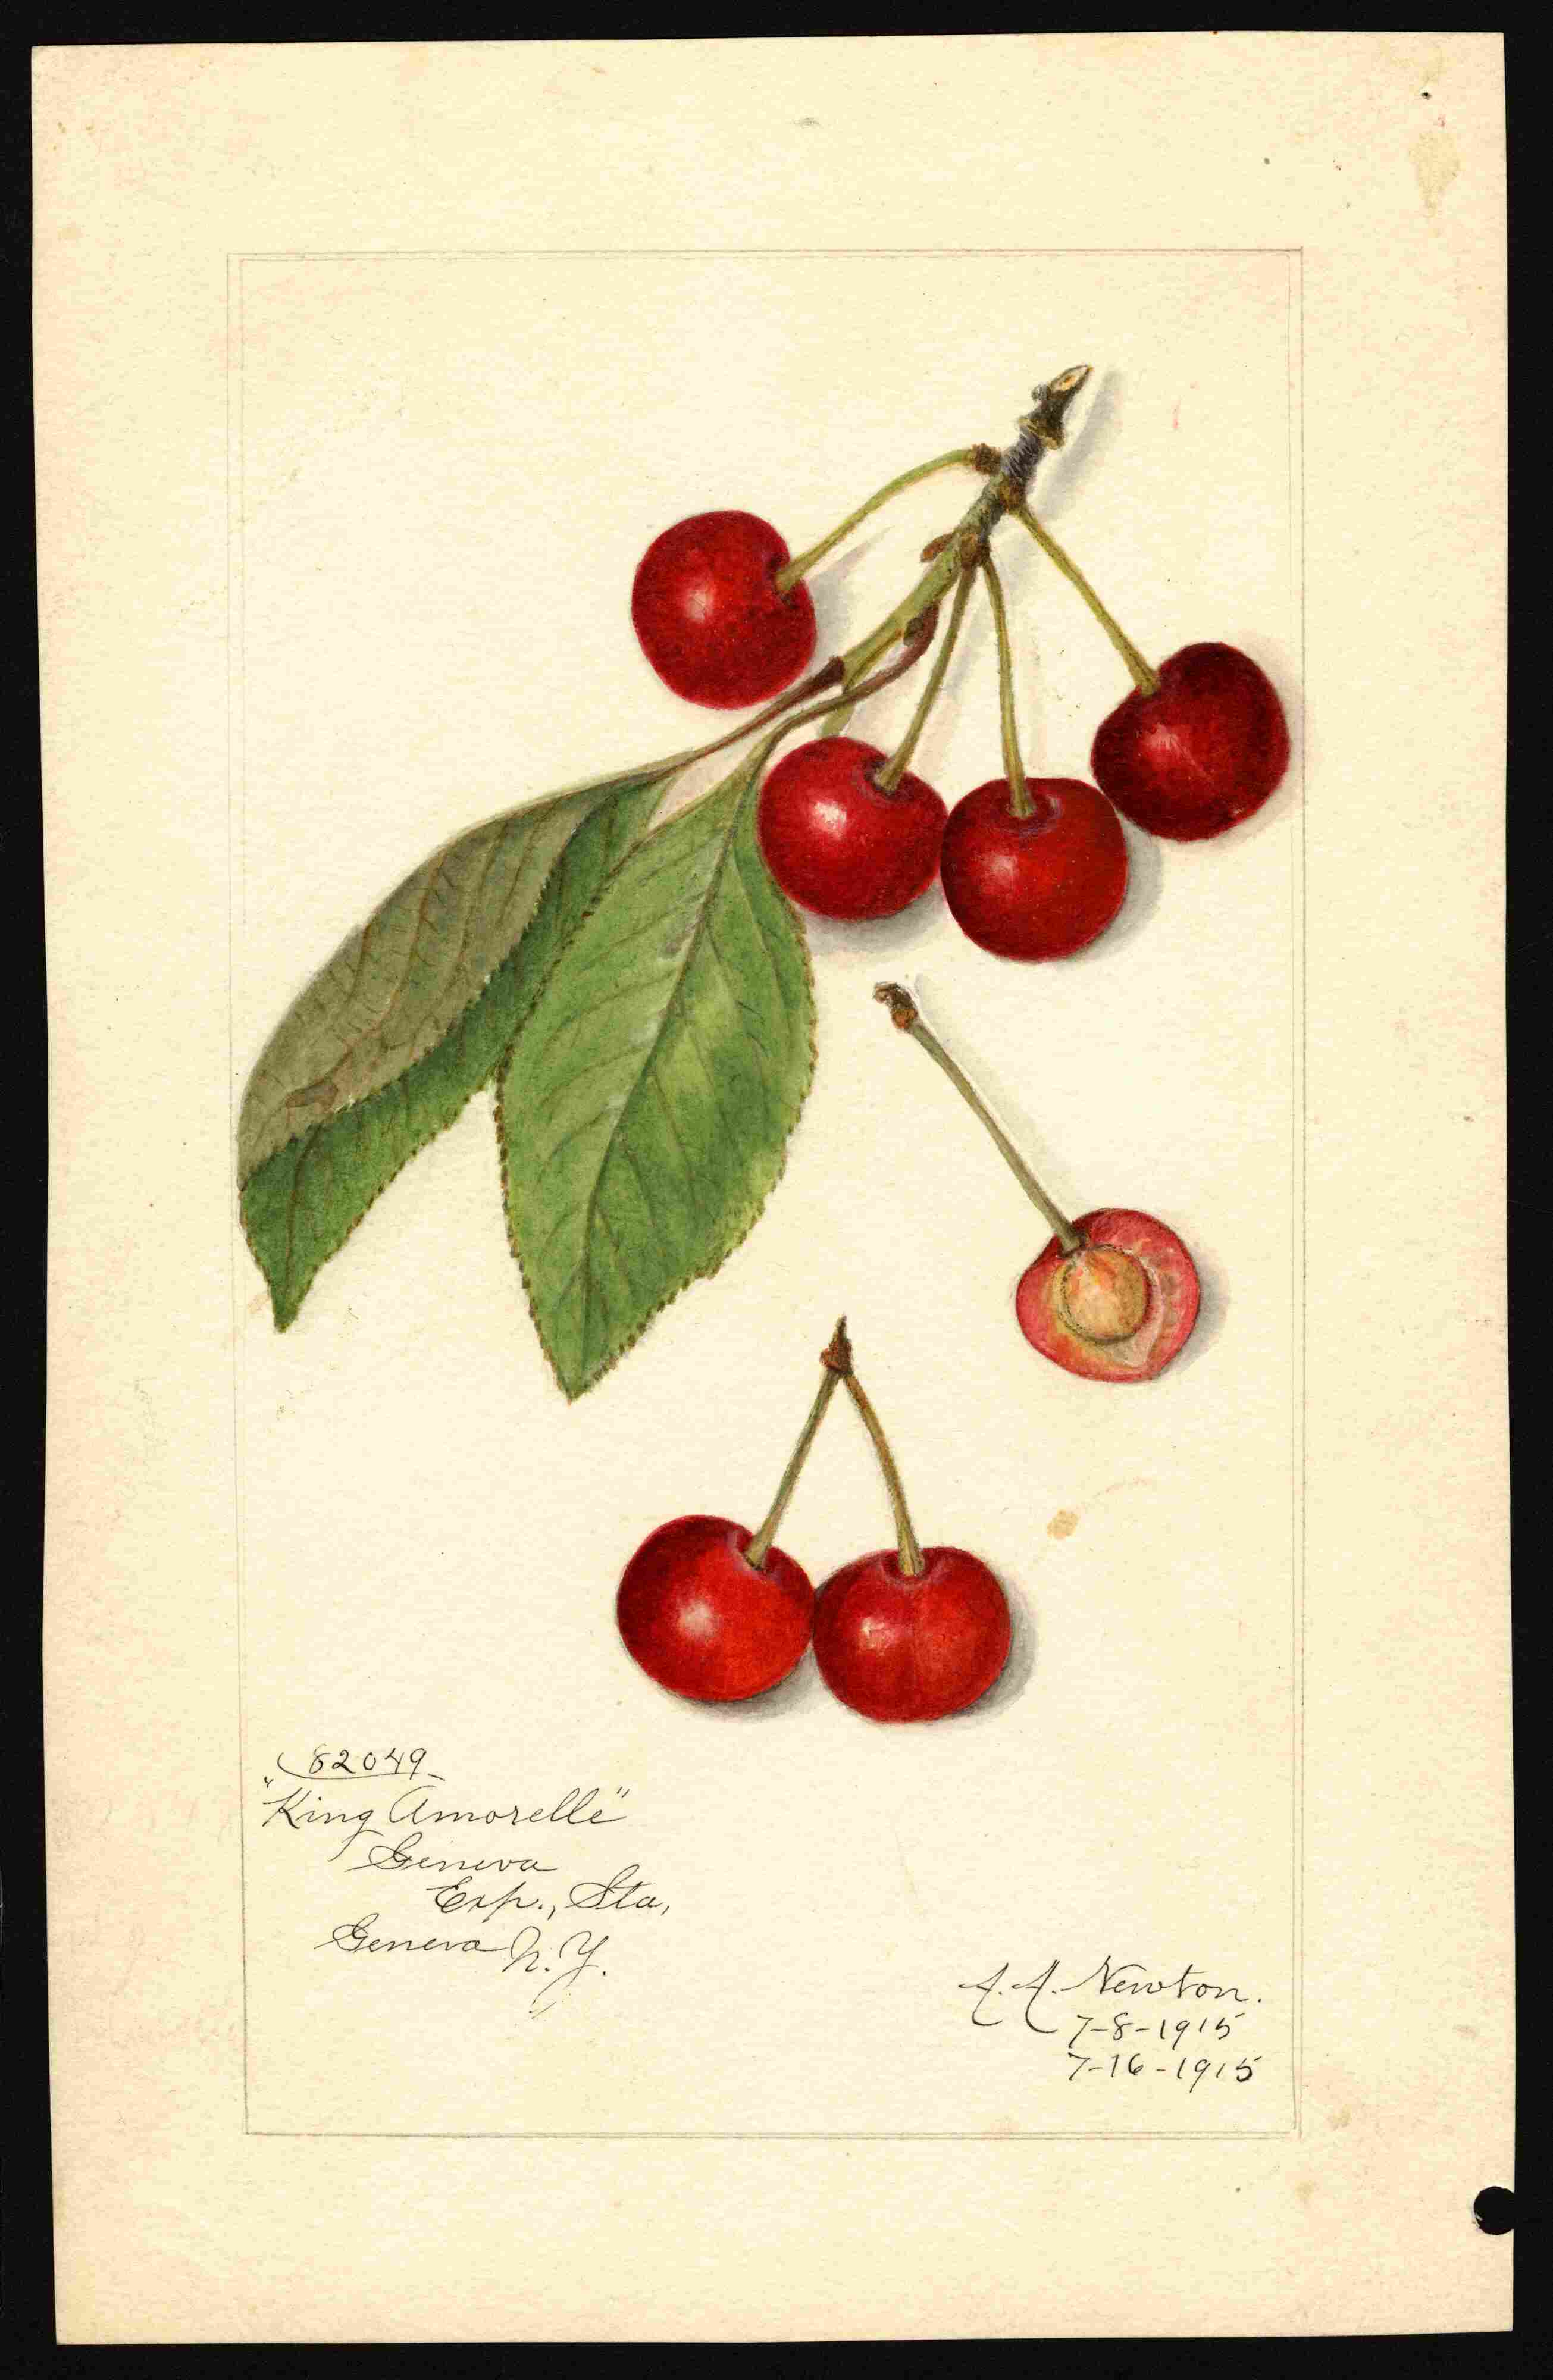 82049
"King Amorelle"
Geneva
Exp., Sta,
Geneva N. Y.
A. A. Newton.
7-8-1915
7-16-1915